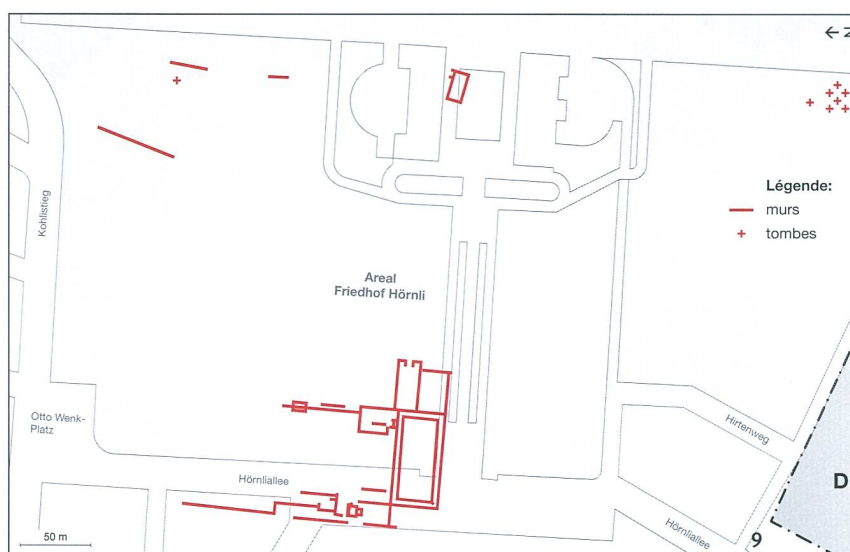 ← Z
Kohlistieg
Légende:
murs
tombes
Areal
Friedhof Hörnli
Otto Wenk-
Platz
Hirtenweg
Hörnliallee
D
Hörnliallee
9
50 m